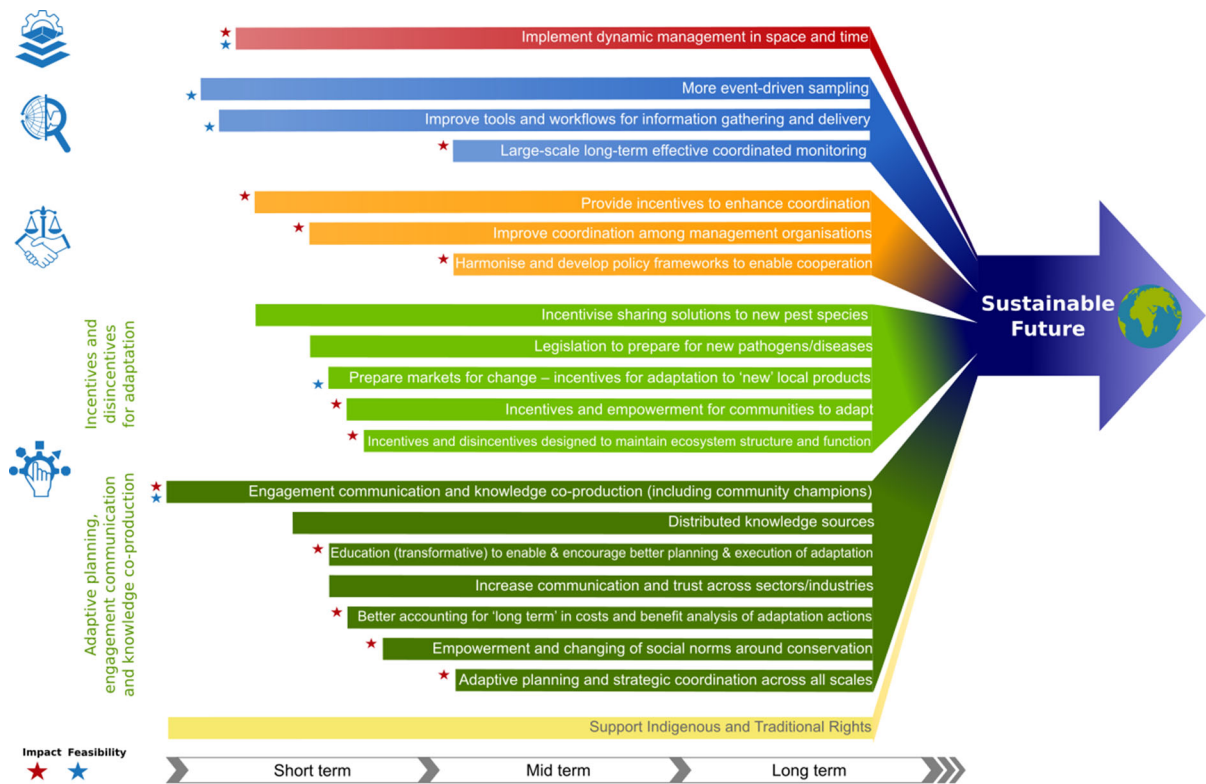 Implement dynamic management in space and time
More event-driven sampling
Improve tools and workflows for information gathering and delivery
Large-scale long-term effective coordinated monitoring
Provide incentives to enhance coordination
Improve coordination among management organisations
Harmonise and develop policy frameworks to enable cooperation
Incentives and
disincentives
for adaptation
Incentivise sharing solutions to new pest species
Legislation to prepare for new pathogens/diseases
Prepare markets for change – incentives for adaptation to ‘new’ local products
Incentives and empowerment for communities to adapt
Incentives and disincentives designed to maintain ecosystem structure and function
Adaptive planning,
engagement communication
and knowledge co-production
Engagement communication and knowledge co-production (including community champions)
Distributed knowledge sources
Education (transformative) to enable & encourage better planning & execution of adaptation
Increase communication and trust across sectors/industries
Better accounting for ‘long term’ in costs and benefit analysis of adaptation actions
Empowerment and changing of social norms around conservation
Adaptive planning and strategic coordination across all scales
Support Indigenous and Traditional Rights
Sustainable
Future
Impact Feasibility
Short term
Mid term
Long term